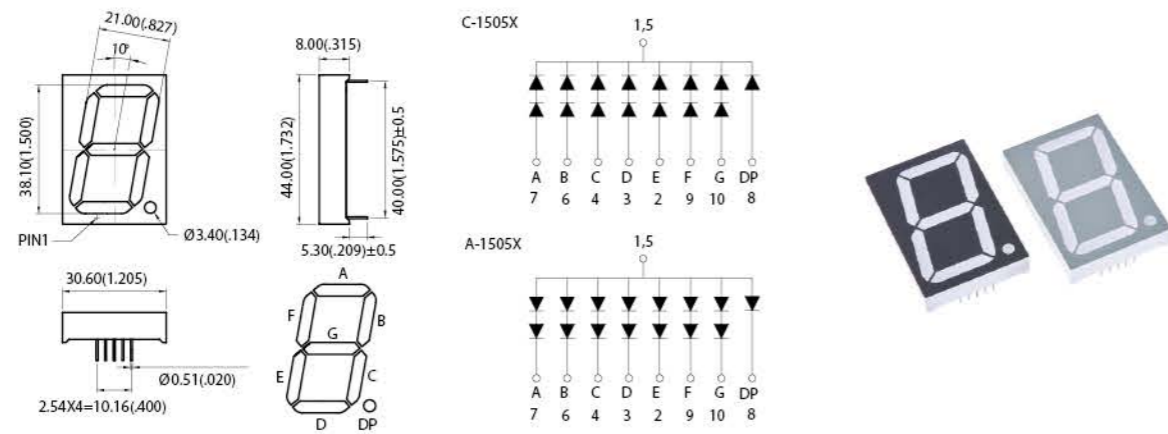 21.00(.827)
10°
38.10(1.500)
PIN1
Ø3.40(.134)
8.00(.315)
44.00(1.732)
40.00(1.575)±0.5
5.30(.209)±0.5
30.60(1.205)
Ø0.51(.020)
2.54X4=10.16(.400)
A
F
B
G
E
C
D
DP
C-1505X
1,5
A B C D E F G DP
7 6 4 3 2 9 10 8
A-1505X
1,5
A B C D E F G DP
7 6 4 3 2 9 10 8